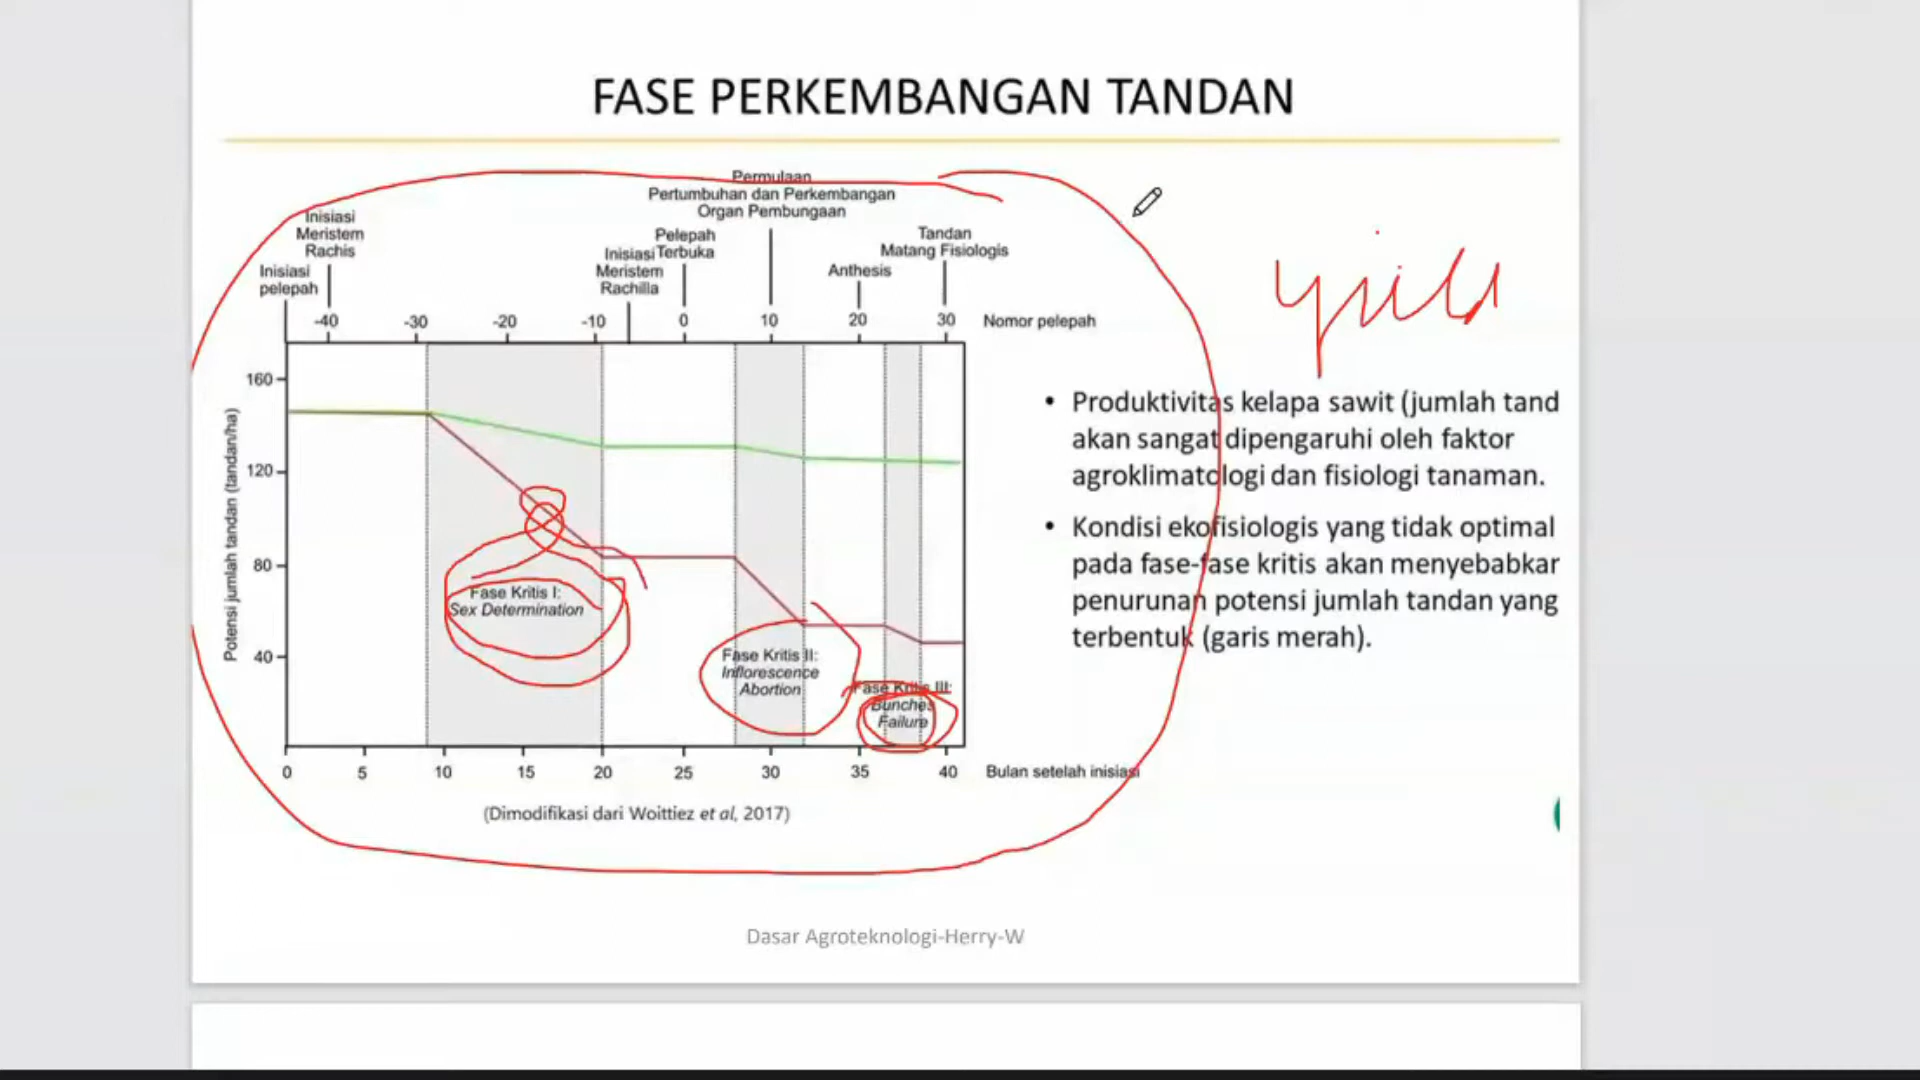 FASE PERKEMBANGAN TANDAN
Permulaan
Pertumbuhan dan Perkembangan
Organ Pembungaan
Inisiasi
Meristem
Rachis
Inisiasi
pelepah
Inisiasi
Meristem
Rachilla
Pelepah
Terbuka
Anthesis
Tandan
Matang Fisiologis
-40 -30 -20 -10 0 10 20 30 Nomor pelepah
160
120
80
40
Potensi jumlah tandan (tandan/ha)
Fase Kritis I:
Sex Determination
Fase Kritis II:
Inflorescence
Abortion
Fase Kritis III:
Bunches
Failure
0 5 10 15 20 25 30 35 40 Bulan setelah inisiasi
(Dimodifikasi dari Woittiez et al, 2017)
yield
• Produktivitas kelapa sawit (jumlah tand
akan sangat dipengaruhi oleh faktor
agroklimatologi dan fisiologi tanaman.
• Kondisi ekofisiologis yang tidak optimal
pada fase-fase kritis akan menyebabkan
penurunan potensi jumlah tandan yang
terbentuk (garis merah).
Dasar Agroteknologi-Herry-W